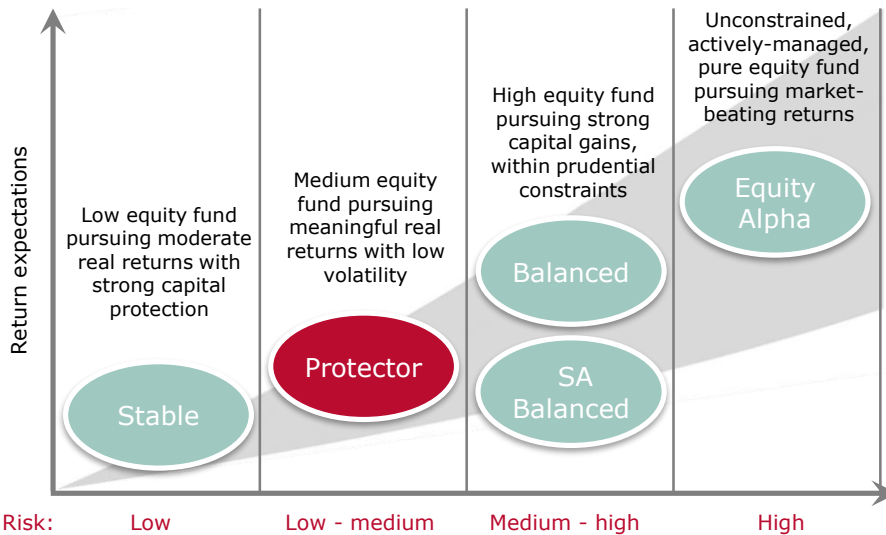 Return expectations
Low equity fund
pursuing moderate
real returns with
strong capital
protection
Stable
Medium equity
fund pursuing
meaningful real
returns with low
volatility
Protector
High equity fund
pursuing strong
capital gains,
within prudential
constraints
Balanced
SA
Balanced
Unconstrained,
actively-managed,
pure equity fund
pursuing market-
beating returns
Equity
Alpha
Risk: Low Low - medium Medium - high High